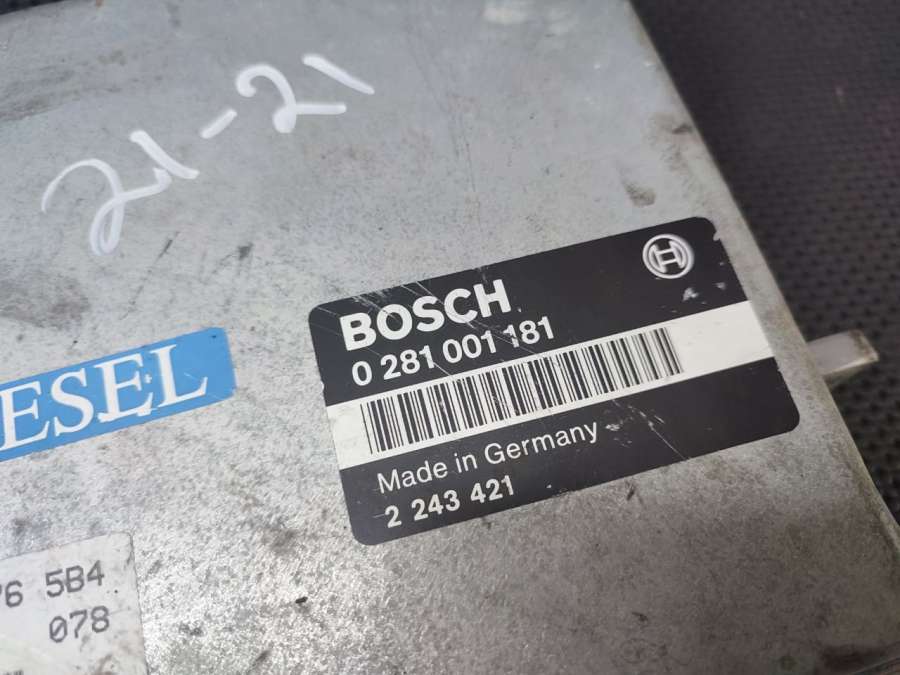 21-21
BOSCH
0 281 001 181
ESEL
Made in Germany
2 243 421
6 5B4
078